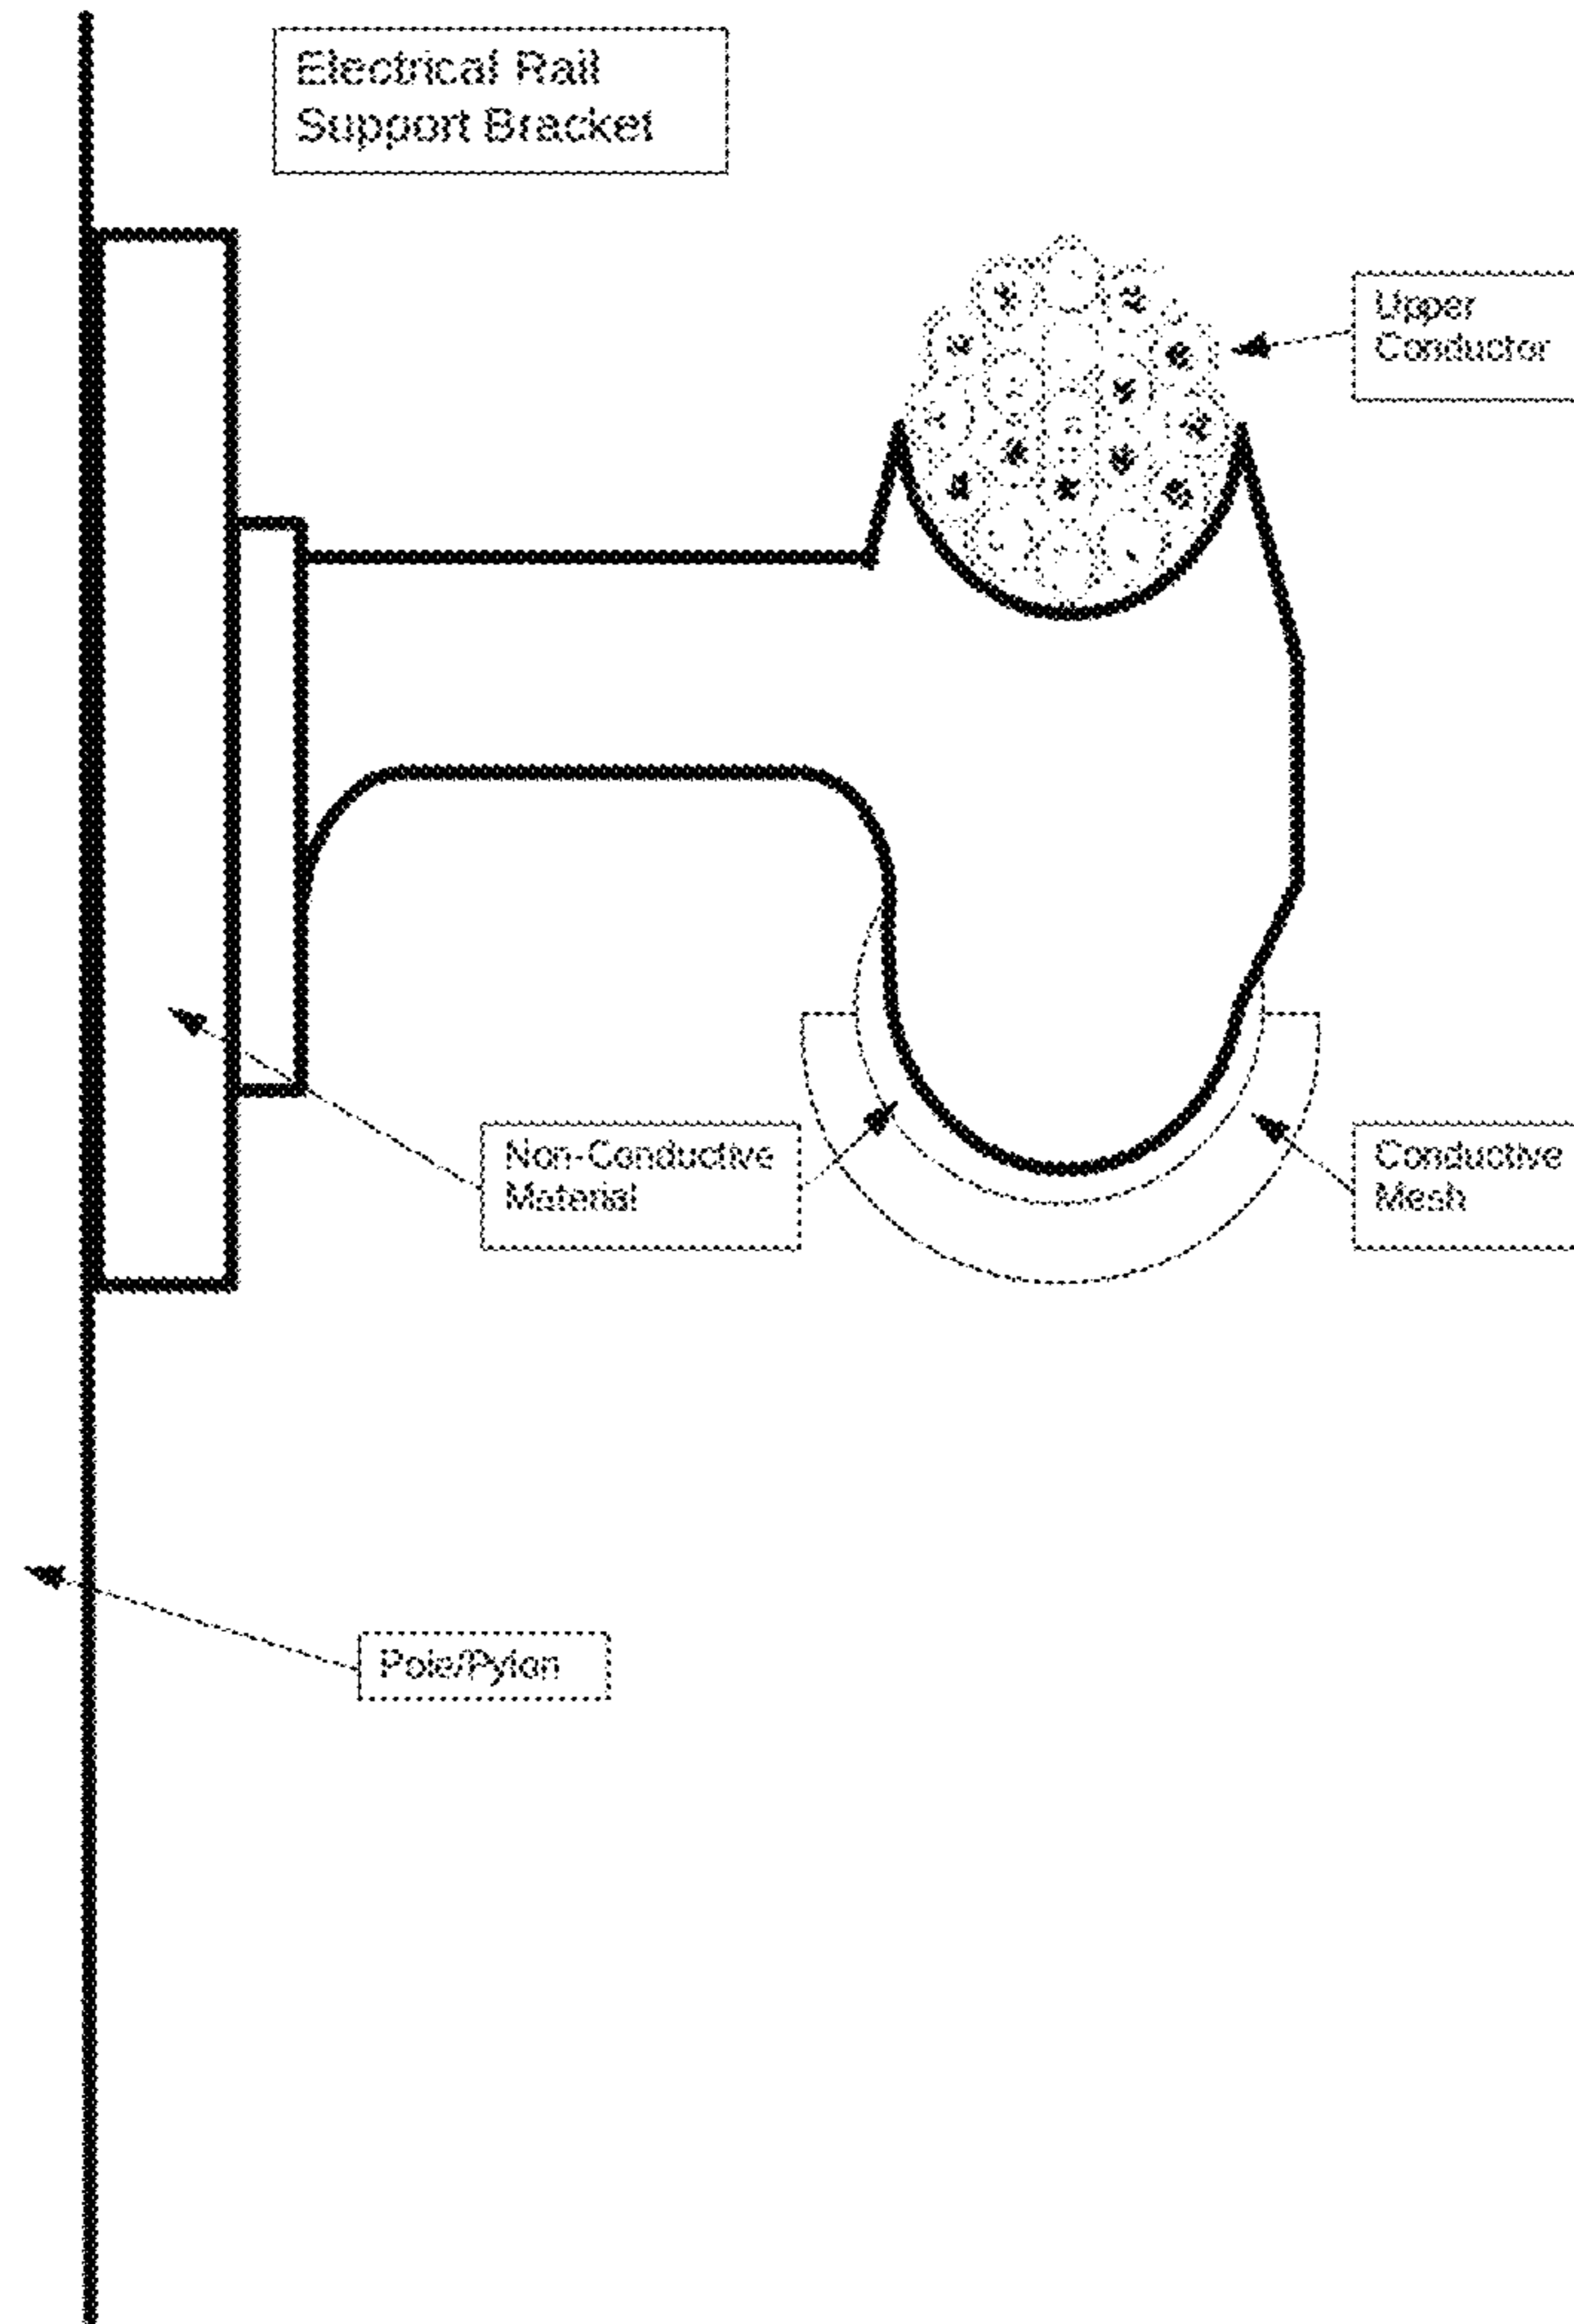 Electrical Rail
Support Bracket
Upper
Conductor
Non-Conductive
Material
Conductive
Mesh
Pole/Pylon